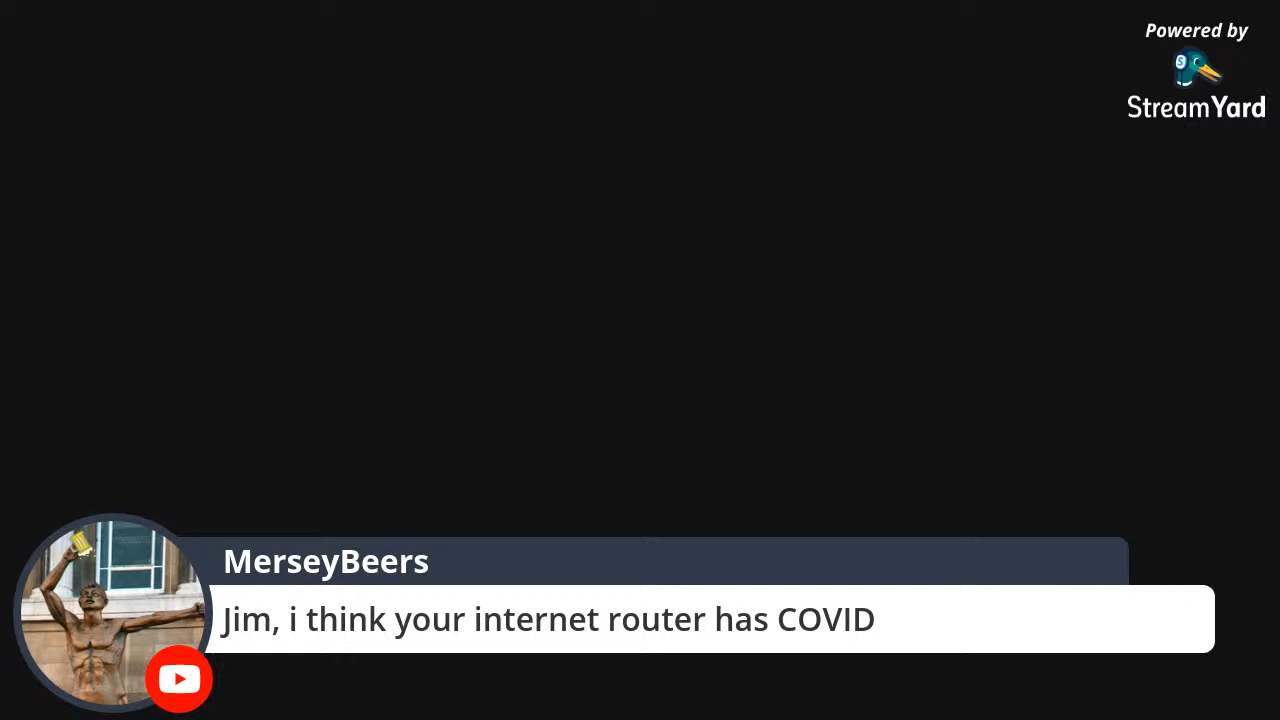 Powered by
StreamYard
MerseyBeers
Jim, i think your internet router has COVID